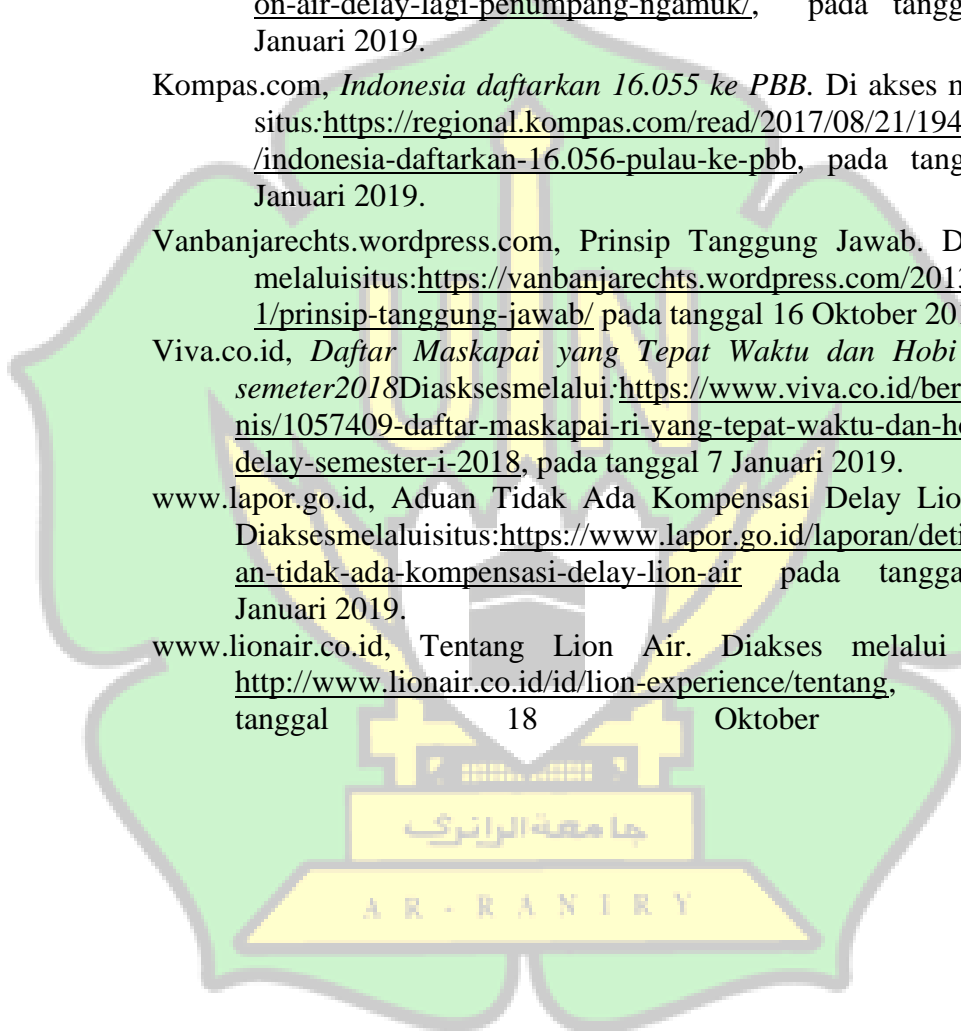 on-air-delay-lagi-penumpang-ngamuk/, pada
Januari 2019.
Kompas.com, Indonesia daftarkan 16.055 ke PBB. Di akses
situs:https://regional.kompas.com/read/2017/08/21/194
/indonesia-daftarkan-16.056-pulau-ke-pbb, pada
Januari 2019.
Vanbanjarechts.wordpress.com, Prinsip Tanggung Jawab.
melaluisitus:https://vanbanjarechts.wordpress.com/201
1/prinsip-tanggung-jawab/ pada tanggal 16 Oktober
Viva.co.id, Daftar Maskapai yang Tepat Waktu dan Hobi
semeter2018Diasksesmelalui:https://www.viva.co.id/ber
nis/1057409-daftar-maskapai-ri-yang-tepat-waktu-dan-h
delay-semester-i-2018, pada tanggal 7 Januari 2019.
www.lapor.go.id, Aduan Tidak Ada Kompensasi Delay
Diaksesmelaluisitus:https://www.lapor.go.id/laporan/deti
an-tidak-ada-kompensasi-delay-lion-air pada
Januari 2019.
www.lionair.co.id, Tentang Lion Air. Diakses melalui
http://www.lionair.co.id/id/lion-experience/tentang,
tanggal 18 Oktober
UIN
جامعة الرانري
AR-RANIRY